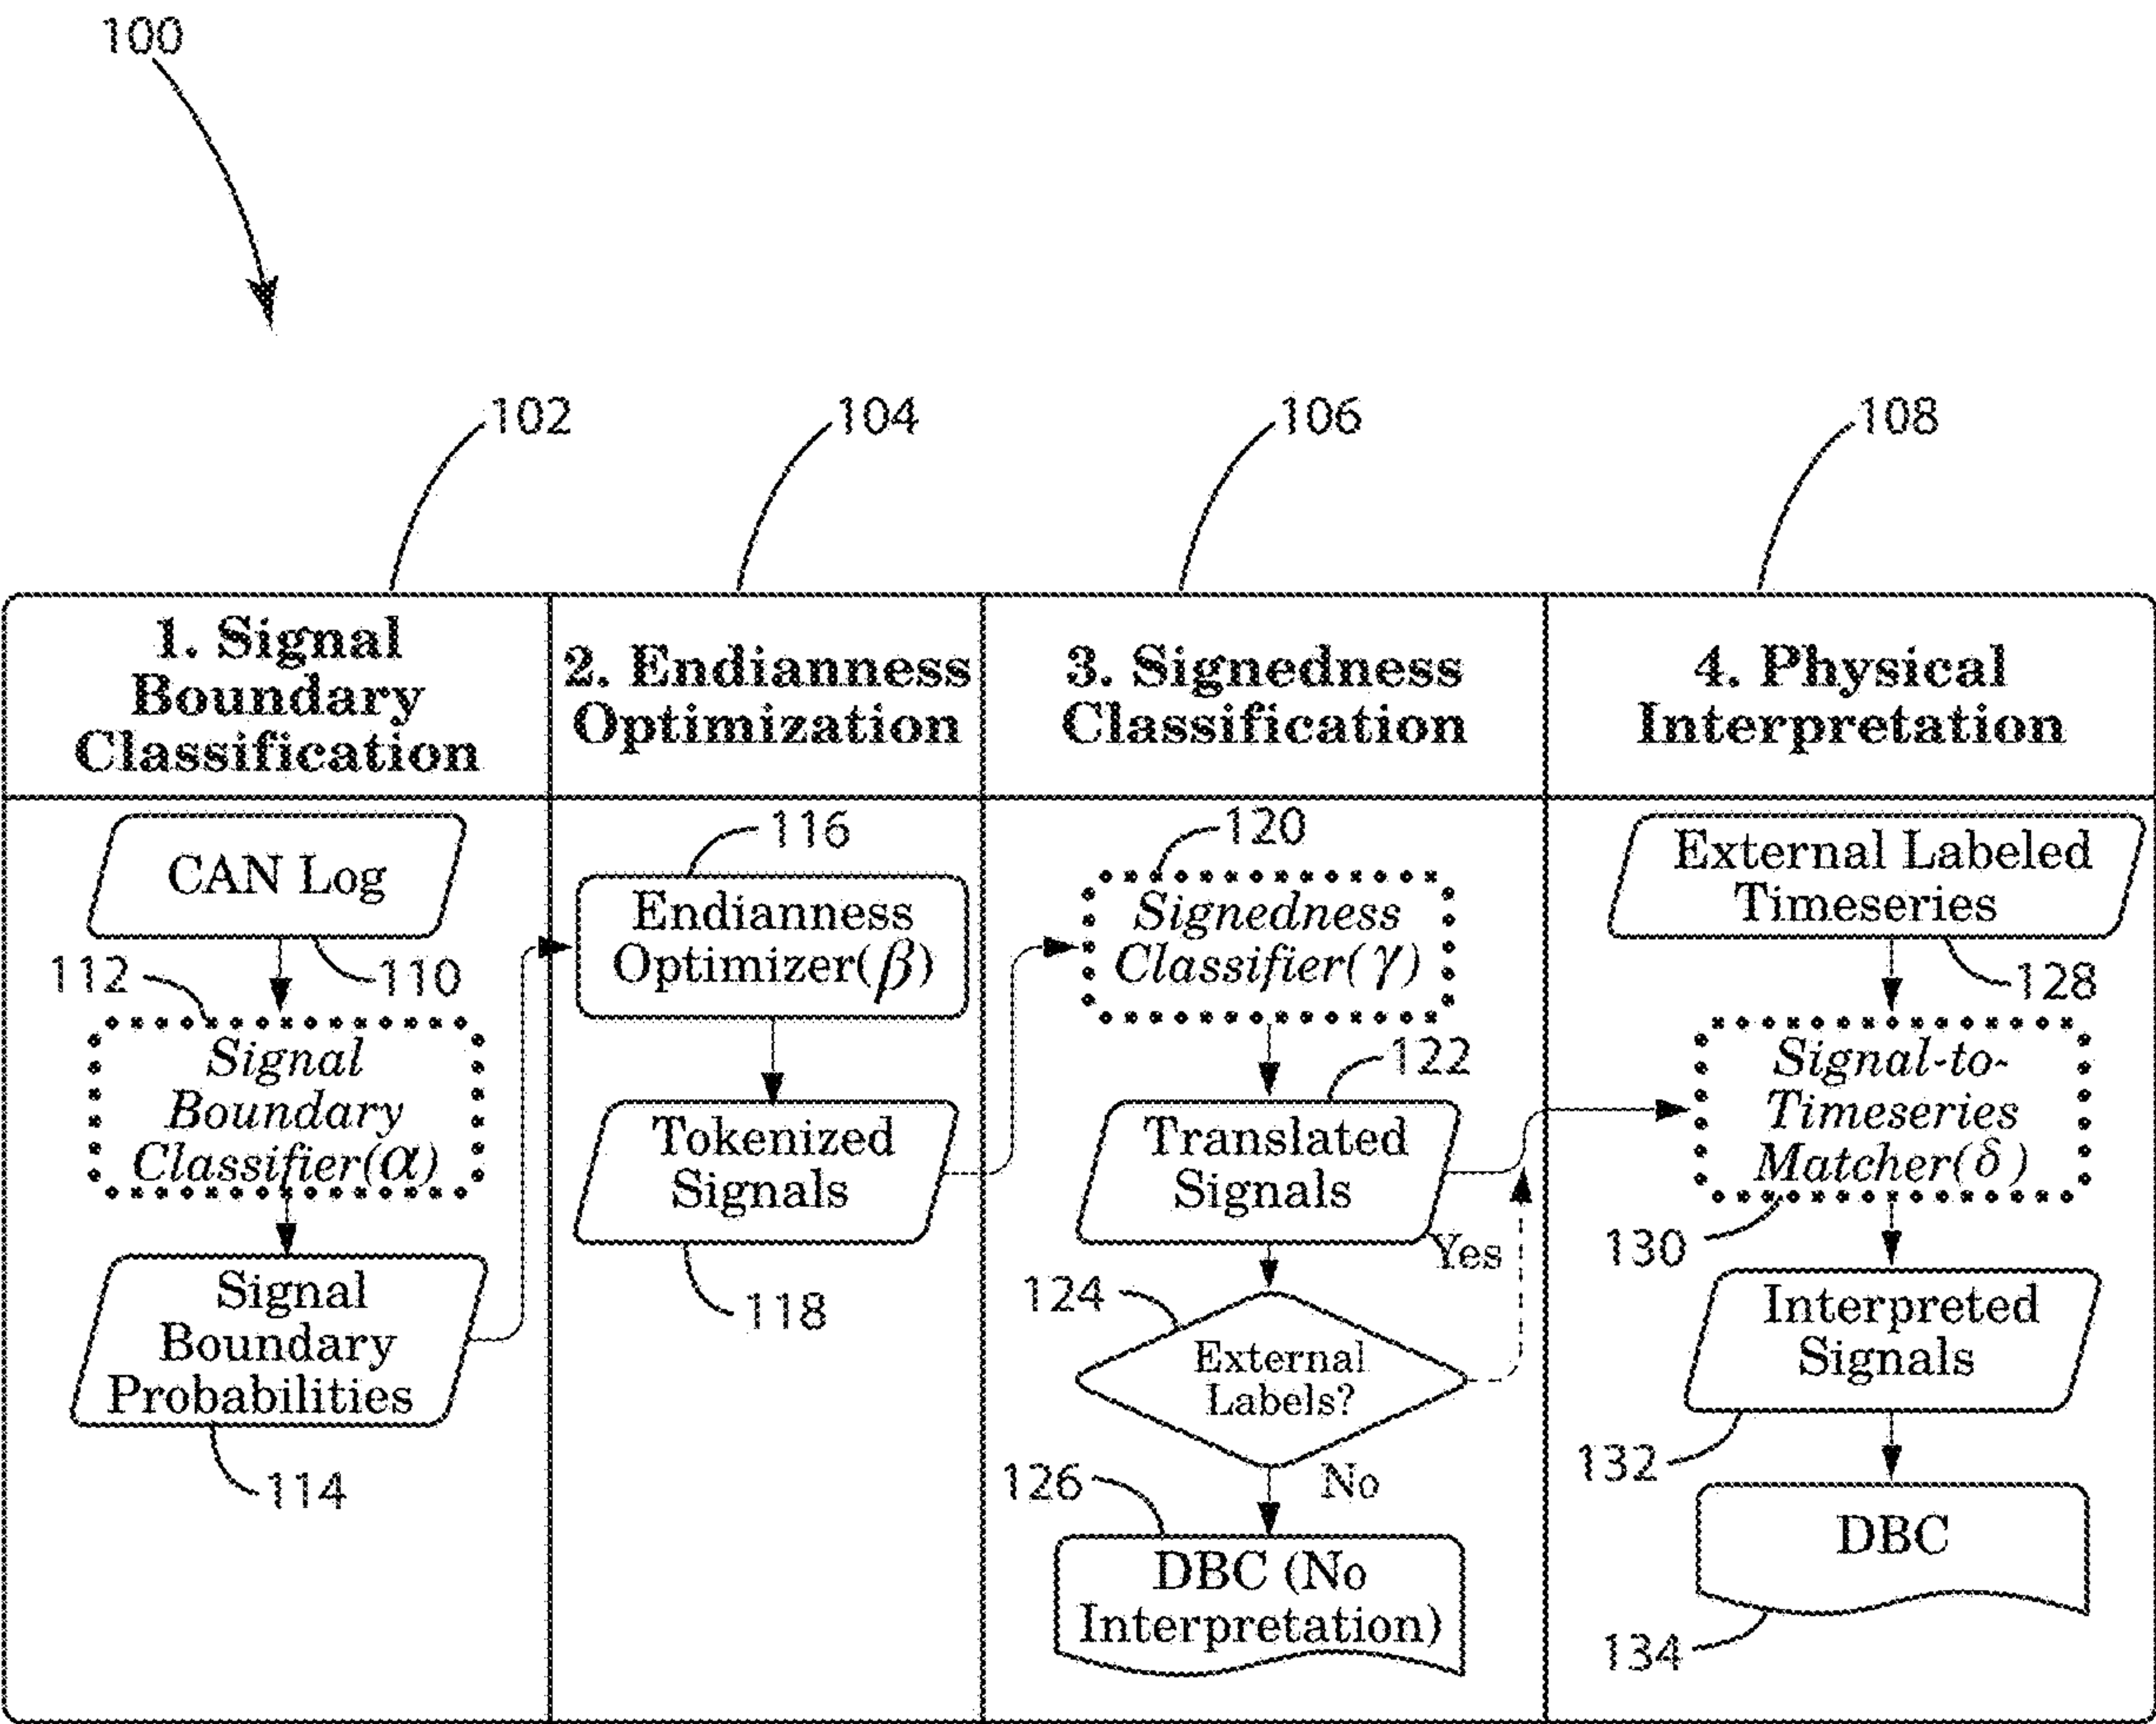 100
102
104
106
108
1. Signal
Boundary
Classification
2. Endianness
Optimization
3. Signedness
Classification
4. Physical
Interpretation
CAN Log
110
112
Signal
Boundary
Classifier(α)
Signal
Boundary
Probabilities
114
116
Endianness
Optimizer(β)
Tokenized
Signals
118
120
Signedness
Classifier(γ)
122
Translated
Signals
Yes
124
External
Labels?
No
126
DBC (No
Interpretation)
External Labeled
Timeseries
128
Signal-to-
Timeseries
Matcher(δ)
130
Interpreted
Signals
132
DBC
134